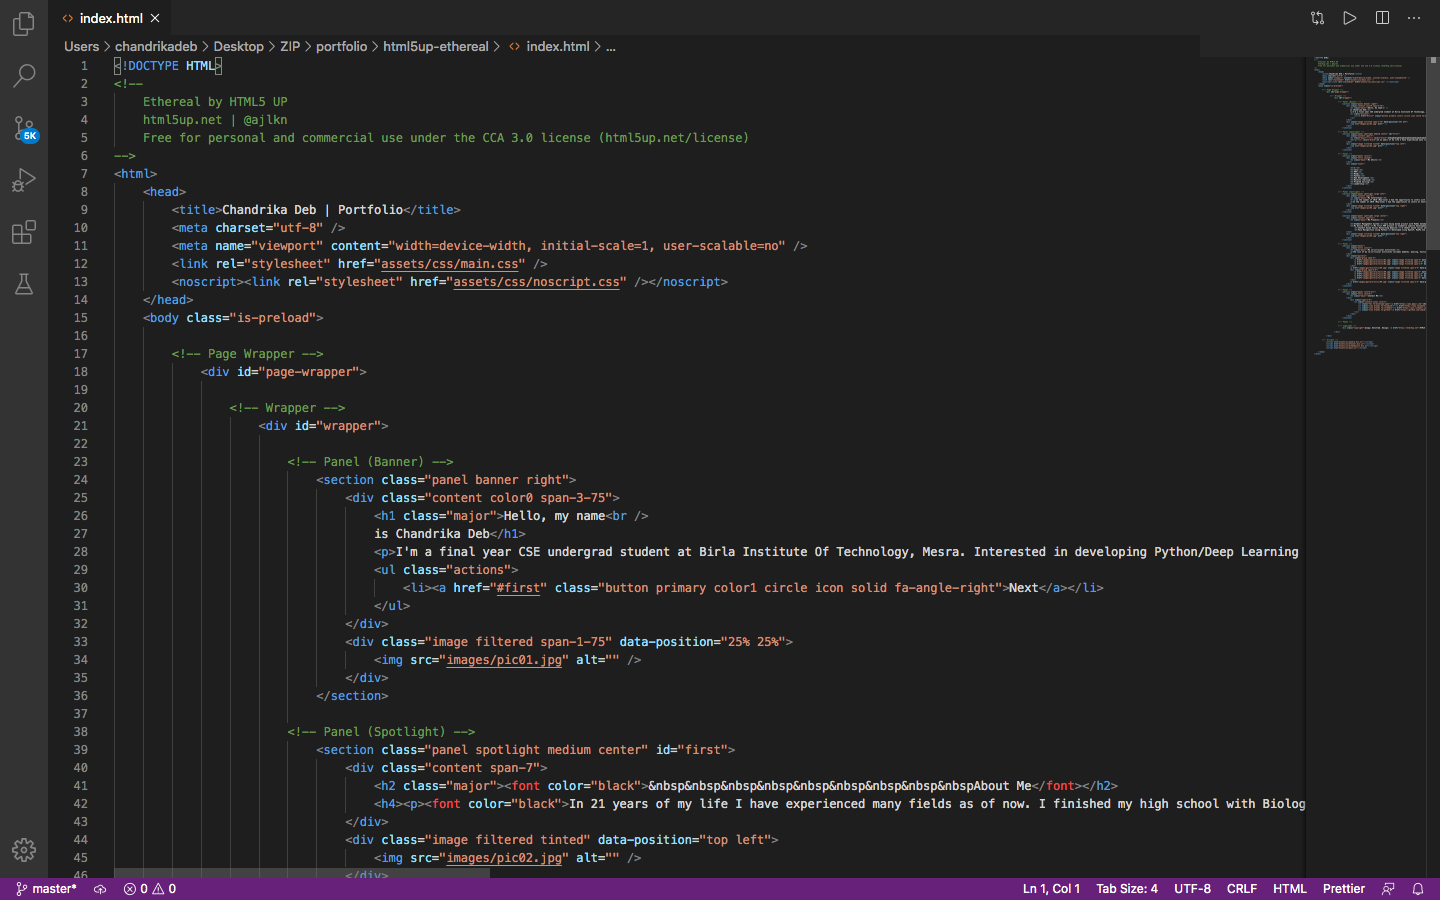 index.html
Users > chandrikadeb > Desktop > ZIP > portfolio > html5up-ethereal > <> index.html > ...
5K
1 <!DOCTYPE HTML>
2 <!--
3 Ethereal by HTML5 UP
4 html5up.net | @ajlkn
5 Free for personal and commercial use under the CCA 3.0 license (html5up.net/license)
6 -->
7 <html>
8 <head>
9 <title>Chandrika Deb | Portfolio</title>
10 <meta charset="utf-8" />
11 <meta name="viewport" content="width=device-width, initial-scale=1, user-scalable=no" />
12 <link rel="stylesheet" href="assets/css/main.css" />
13 <noscript><link rel="stylesheet" href="assets/css/noscript.css" /></noscript>
14 </head>
15 <body class="is-preload">
16
17 <!-- Page Wrapper -->
18 <div id="page-wrapper">
19
20 <!-- Wrapper -->
21 <div id="wrapper">
22
23 <!-- Panel (Banner) -->
24 <section class="panel banner right">
25 <div class="content color0 span-3-75">
26 <h1 class="major">Hello, my name<br />
27 is Chandrika Deb</h1>
28 <p>I'm a final year CSE undergrad student at Birla Institute Of Technology, Mesra. Interested in developing Python/Deep Learning
29 <ul class="actions">
30 <li><a href="#first" class="button primary color1 circle icon solid fa-angle-right">Next</a></li>
31 </ul>
32 </div>
33 <div class="image filtered span-1-75" data-position="25% 25%">
34 <img src="images/pic01.jpg" alt="" />
35 </div>
36 </section>
37
38 <!-- Panel (Spotlight) -->
39 <section class="panel spotlight medium center" id="first">
40 <div class="content span-7">
41 <h2 class="major"><font color="black">&nbsp&nbsp&nbsp&nbsp&nbsp&nbsp&nbsp&nbsp&nbspAbout Me</font></h2>
42 <h4><p><font color="black">In 21 years of my life I have experienced many fields as of now. I finished my high school with Biolog
43 </div>
44 <div class="image filtered tinted" data-position="top left">
45 <img src="images/pic02.jpg" alt="" />
46 </div>
master* 0 0 Ln 1, Col 1 Tab Size: 4 UTF-8 CRLF HTML Prettier